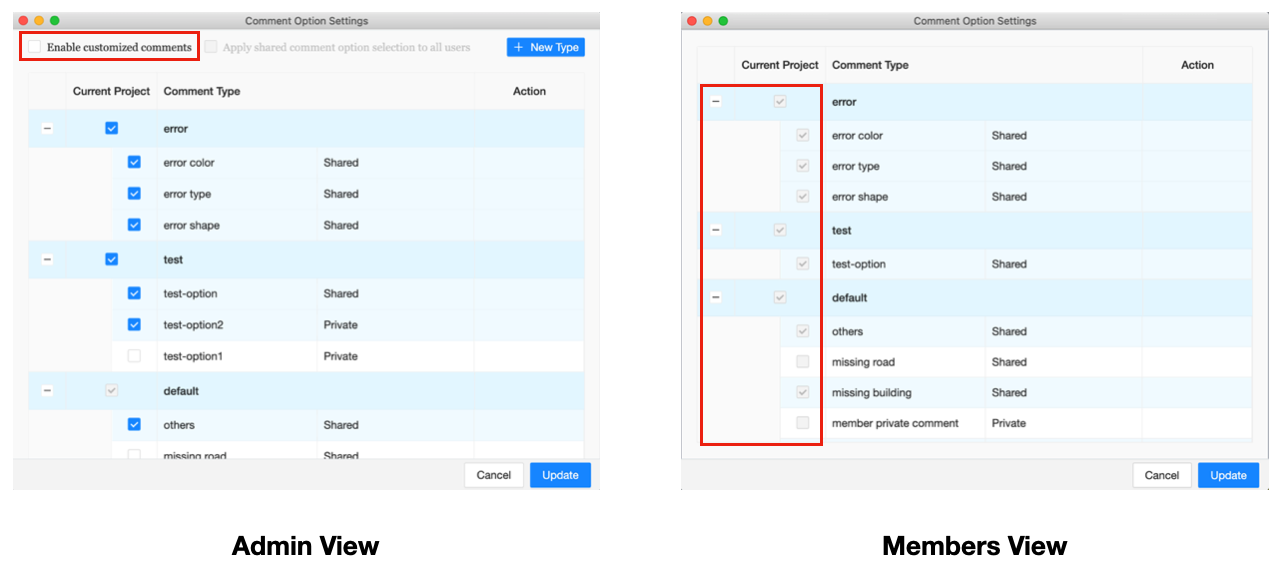 Comment Option Settings
Enable customized comments Apply shared comment option selection to all users + New Type
Current Project Comment Type Action
error
error color Shared
error type Shared
error shape Shared
test
test-option Shared
test-option2 Private
test-option1 Private
default
others Shared
missing road Shared
Cancel Update
Admin View
Comment Option Settings
Current Project Comment Type Action
error
error color Shared
error type Shared
error shape Shared
test
test-option Shared
default
others Shared
missing road Shared
missing building Shared
member private comment Private
Cancel Update
Members View